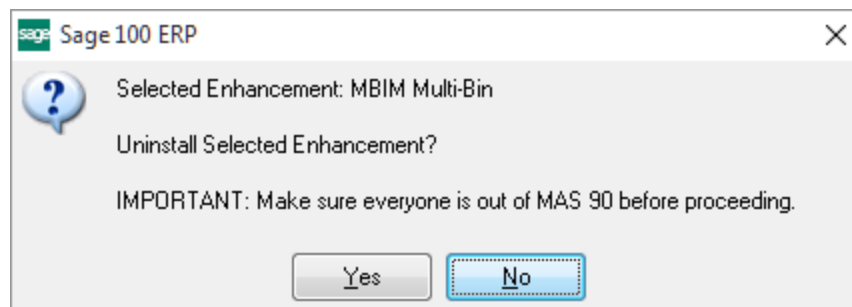 sage Sage 100 ERP
Selected Enhancement: MBIM Multi-Bin
Uninstall Selected Enhancement?
IMPORTANT: Make sure everyone is out of MAS 90 before proceeding.
Yes No